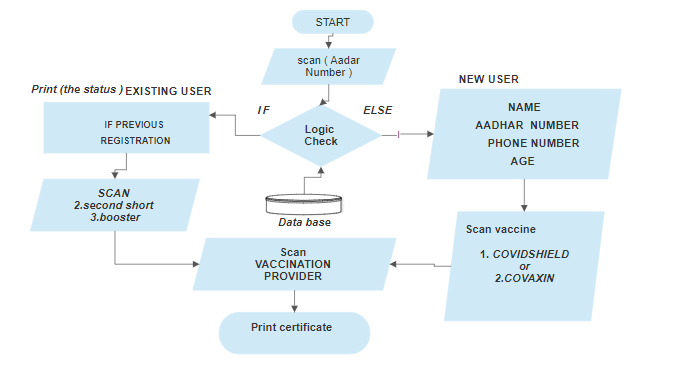 START
scan ( Aadar
Number )
NEW USER
Print (the status ) EXISTING USER
IF
ELSE
NAME
AADHAR NUMBER
PHONE NUMBER
AGE
IF PREVIOUS
REGISTRATION
Logic
Check
SCAN
2.second short
3.booster
Data base
Scan vaccine
1. COVIDSHIELD
or
2.COVAXIN
Scan
VACCINATION
PROVIDER
Print certificate